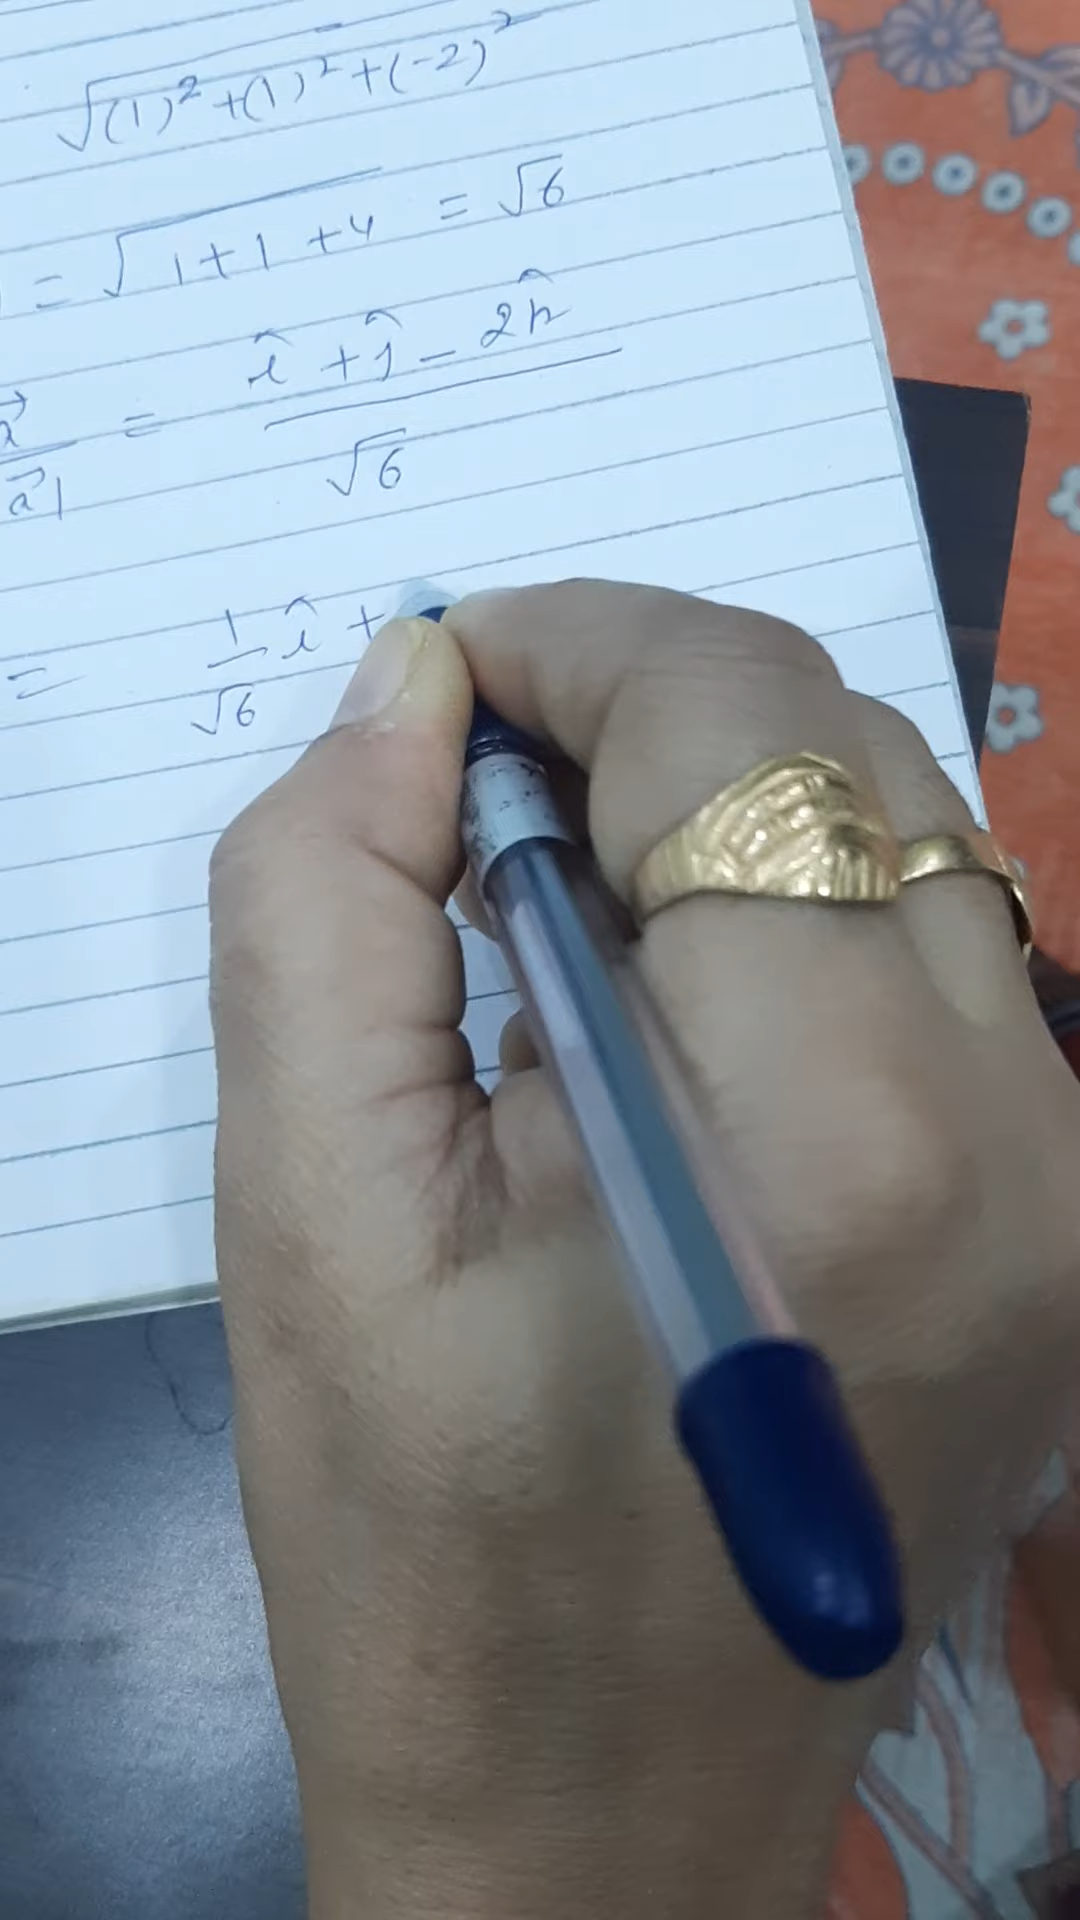 √(1)² + (1)² + (-2)²
| = √1 + 1 + 4 = √6
a⃗ / |a⃗| = î + ĵ - 2k̂ / √6
= 1/√6 î +